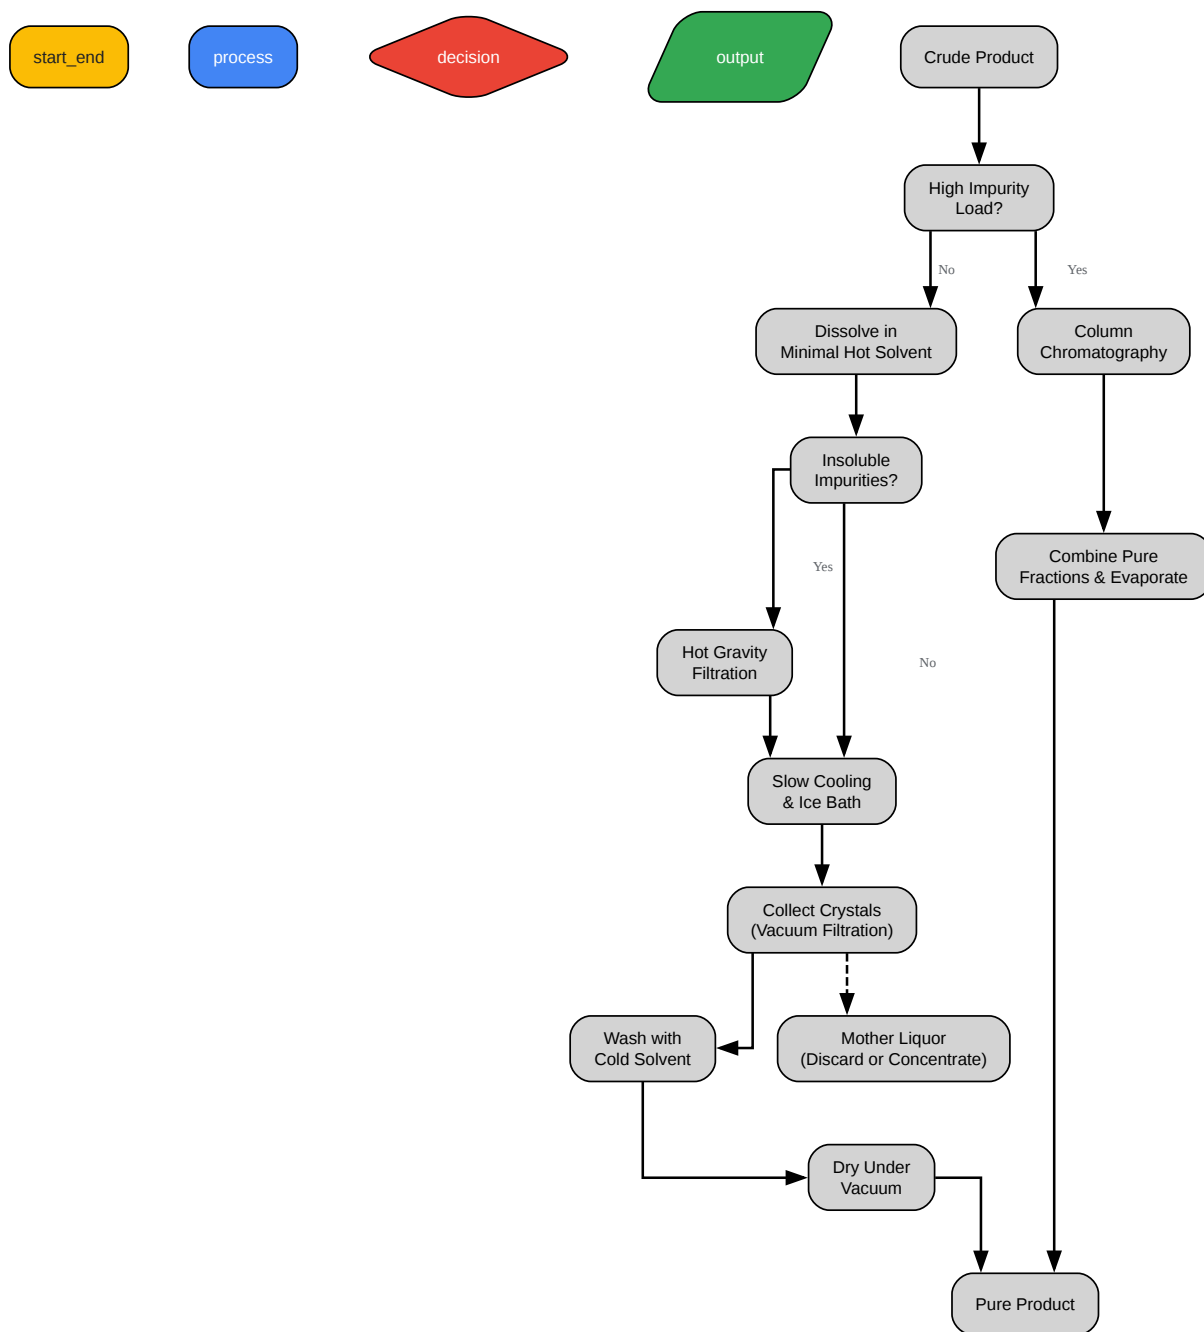 start_end
process
decision
output
Crude Product
High Impurity
Load?
No
Yes
Dissolve in
Minimal Hot Solvent
Column
Chromatography
Insoluble
Impurities?
Combine Pure
Fractions & Evaporate
Yes
Hot Gravity
Filtration
No
Slow Cooling
& Ice Bath
Collect Crystals
(Vacuum Filtration)
Wash with
Cold Solvent
Mother Liquor
(Discard or Concentrate)
Dry Under
Vacuum
Pure Product